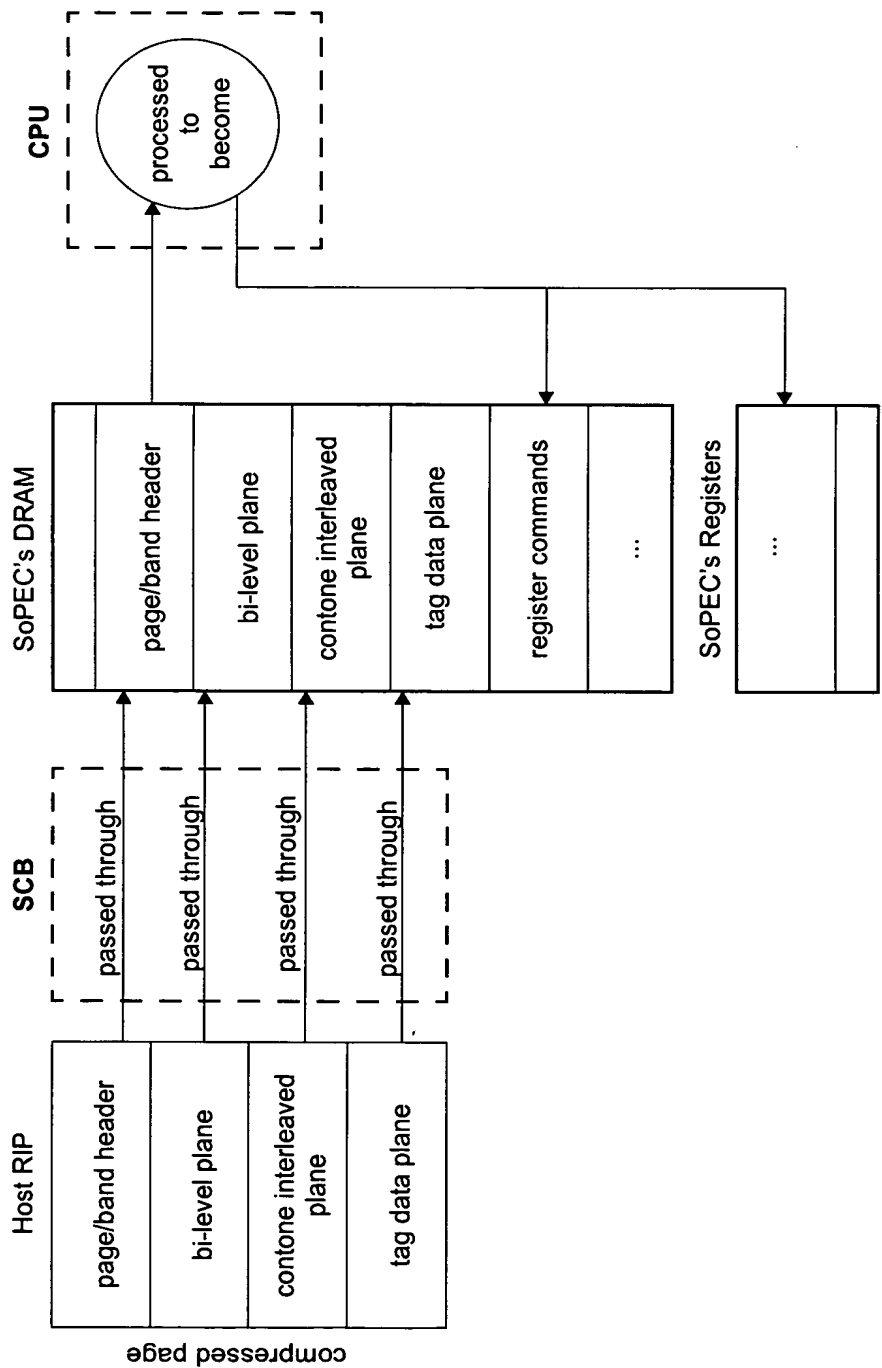 compressed page
Host RIP
page/band header
bi-level plane
contone interleaved
plane
tag data plane
SCB
passed through
passed through
passed through
passed through
SoPEC's DRAM
page/band header
bi-level plane
contone interleaved
plane
tag data plane
register commands
...
SoPEC's Registers
...
CPU
processed
to
become